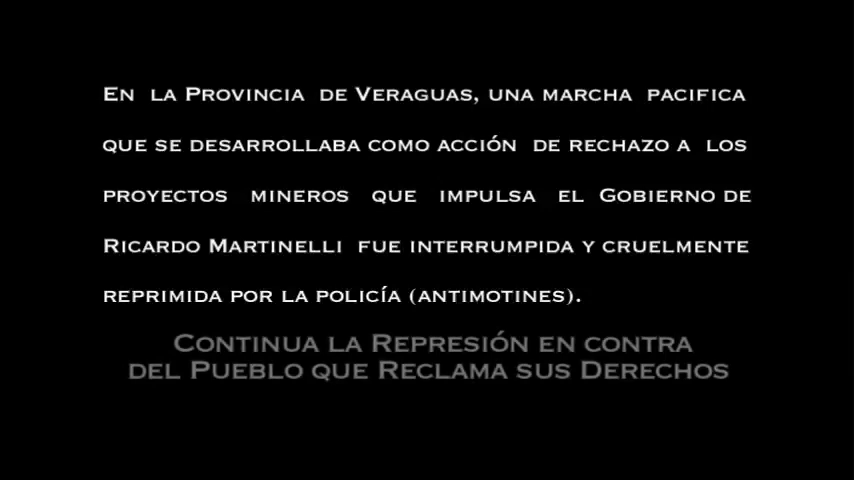 En la Provincia de Veraguas, una marcha pacifica
que se desarrollaba como acción de rechazo a los
proyectos mineros que impulsa el Gobierno de
Ricardo Martinelli fue interrumpida y cruelmente
reprimida por la policía (antimotines).
Continua la Represión en contra
del Pueblo que Reclama sus Derechos